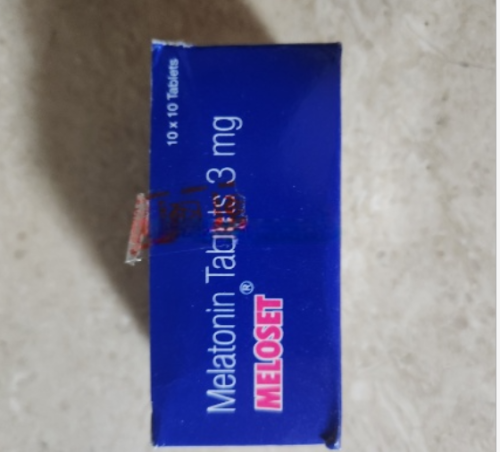 10 x 10 Tablets
Melatonin Tablets 3 mg
MELOSET®